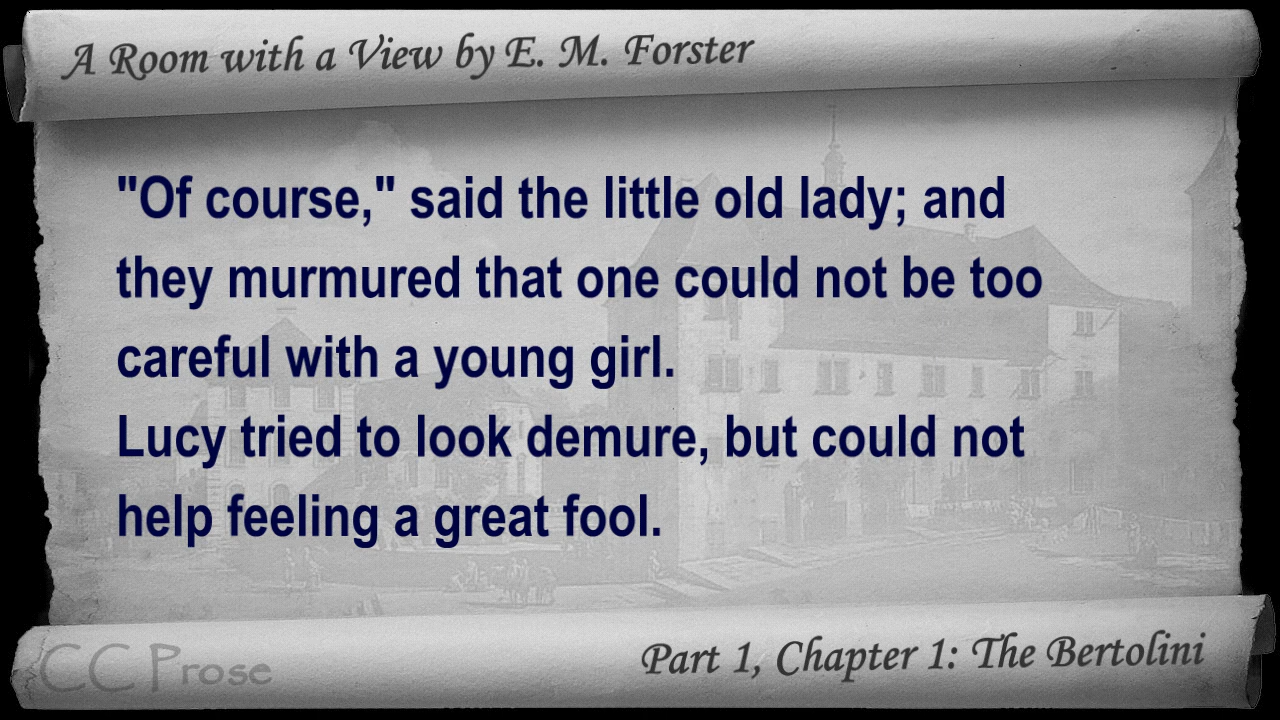 A Room with a View by E. M. Forster
"Of course," said the little old lady; and
they murmured that one could not be too
careful with a young girl.
Lucy tried to look demure, but could not
help feeling a great fool.
CC Prose
Part 1, Chapter 1: The Bertolini